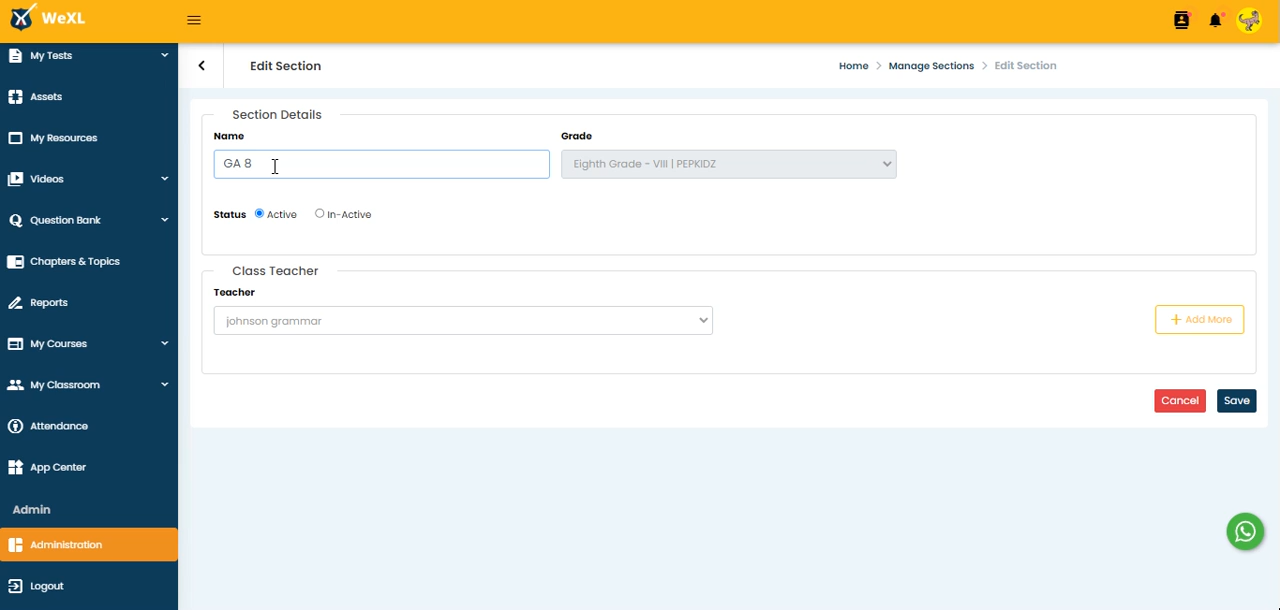 WeXL
My Tests
Assets
My Resources
Videos
Question Bank
Chapters & Topics
Reports
My Courses
My Classroom
Attendance
App Center
Admin
Administration
Logout
Edit Section
Home > Manage Sections > Edit Section
Section Details
Name
Grade
GA 8
Eighth Grade - VIII | PEPKIDZ
Status Active In-Active
Class Teacher
Teacher
johnson grammar
+ Add More
Cancel Save